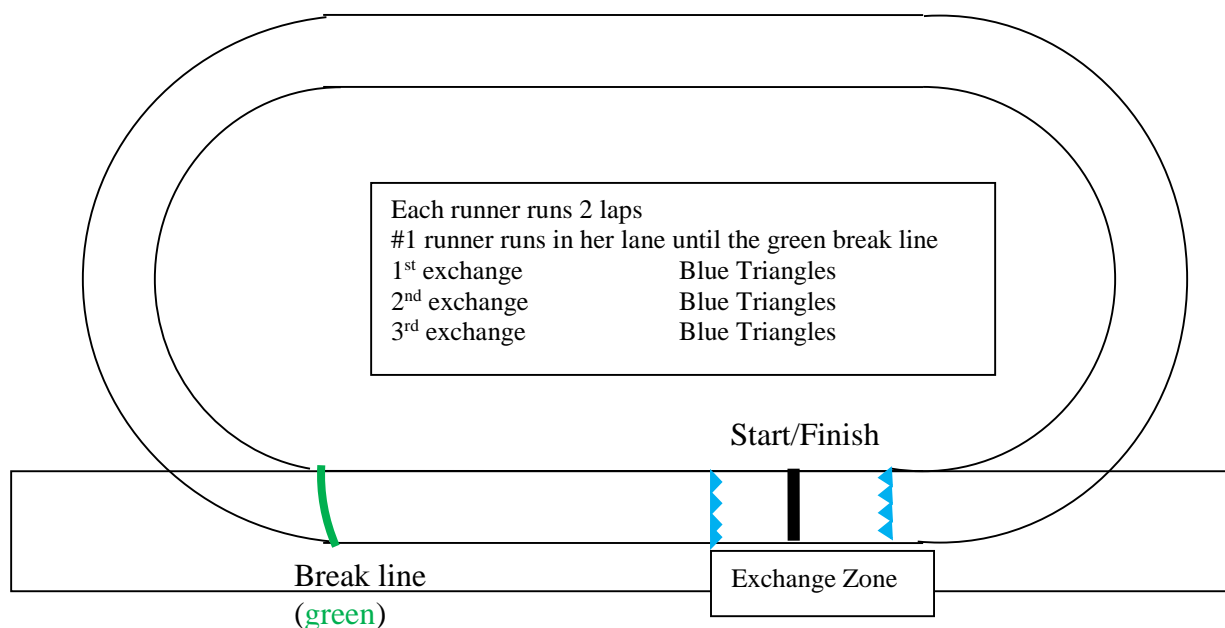 Each runner runs 2 laps
#1 runner runs in her lane until the green break line
1st exchange Blue Triangles
2nd exchange Blue Triangles
3rd exchange Blue Triangles
Start/Finish
Break line
(green)
Exchange Zone